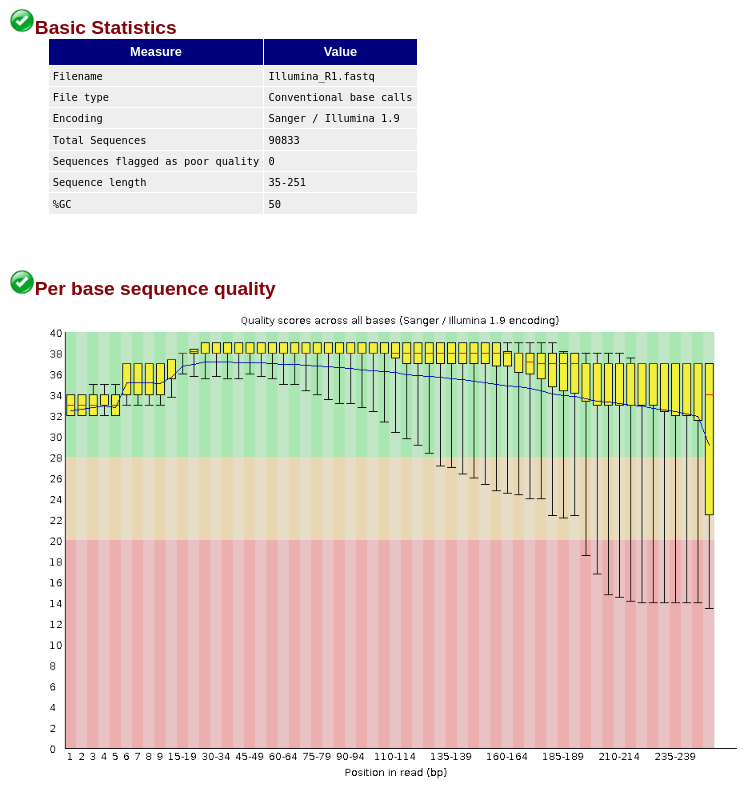 Basic Statistics
Measure Value
Filename Illumina_R1.fastq
File type Conventional base calls
Encoding Sanger / Illumina 1.9
Total Sequences 90833
Sequences flagged as poor quality 0
Sequence length 35-251
%GC 50
Per base sequence quality
Quality scores across all bases (Sanger / Illumina 1.9 encoding)
40
38
36
34
32
30
28
26
24
22
20
18
16
14
12
10
8
6
4
2
0
1 2 3 4 5 6 7 8 9 15-19 30-34 45-49 60-64 75-79 90-94 110-114 135-139 160-164 185-189 210-214 235-239
Position in read (bp)